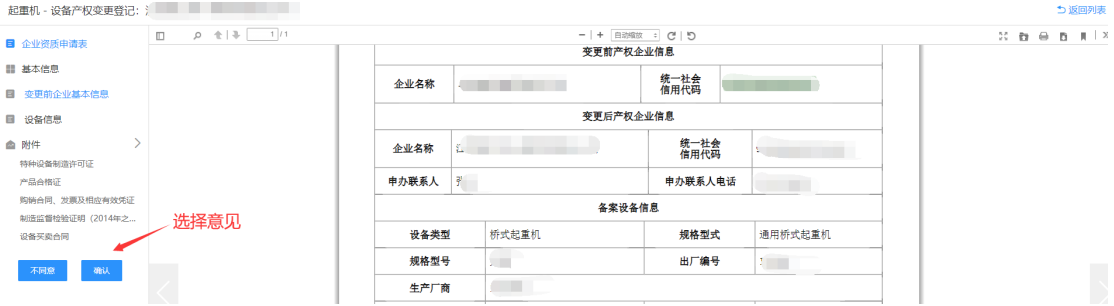 起重机 - 设备产权变更登记：
返回列表
企业资质申请表
基本信息
变更前企业基本信息
设备信息
附件
特种设备制造许可证
产品合格证
购销合同、发票及相应有效凭证
制造监督检验证明（2014年之...
设备买卖合同
选择意见
不同意
确认
1 / 1
自动缩放
变更前产权企业信息
企业名称
统一社会
信用代码
变更后产权企业信息
企业名称
统一社会
信用代码
申办联系人
申办联系人电话
备案设备信息
设备类型 桥式起重机 规格型式 通用桥式起重机
规格型号 出厂编号
生产厂商